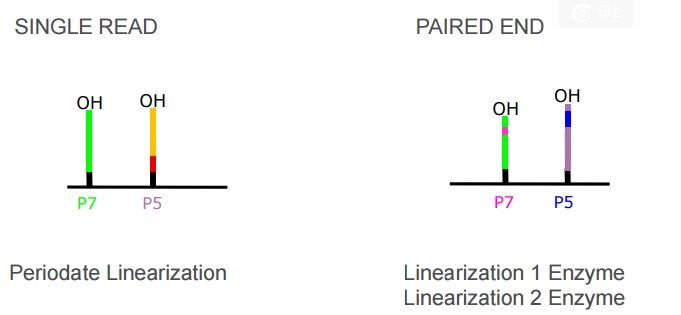 SINGLE READ
PAIRED END
OH
OH
OH
OH
P7
P5
P7
P5
Periodate Linearization
Linearization 1 Enzyme
Linearization 2 Enzyme